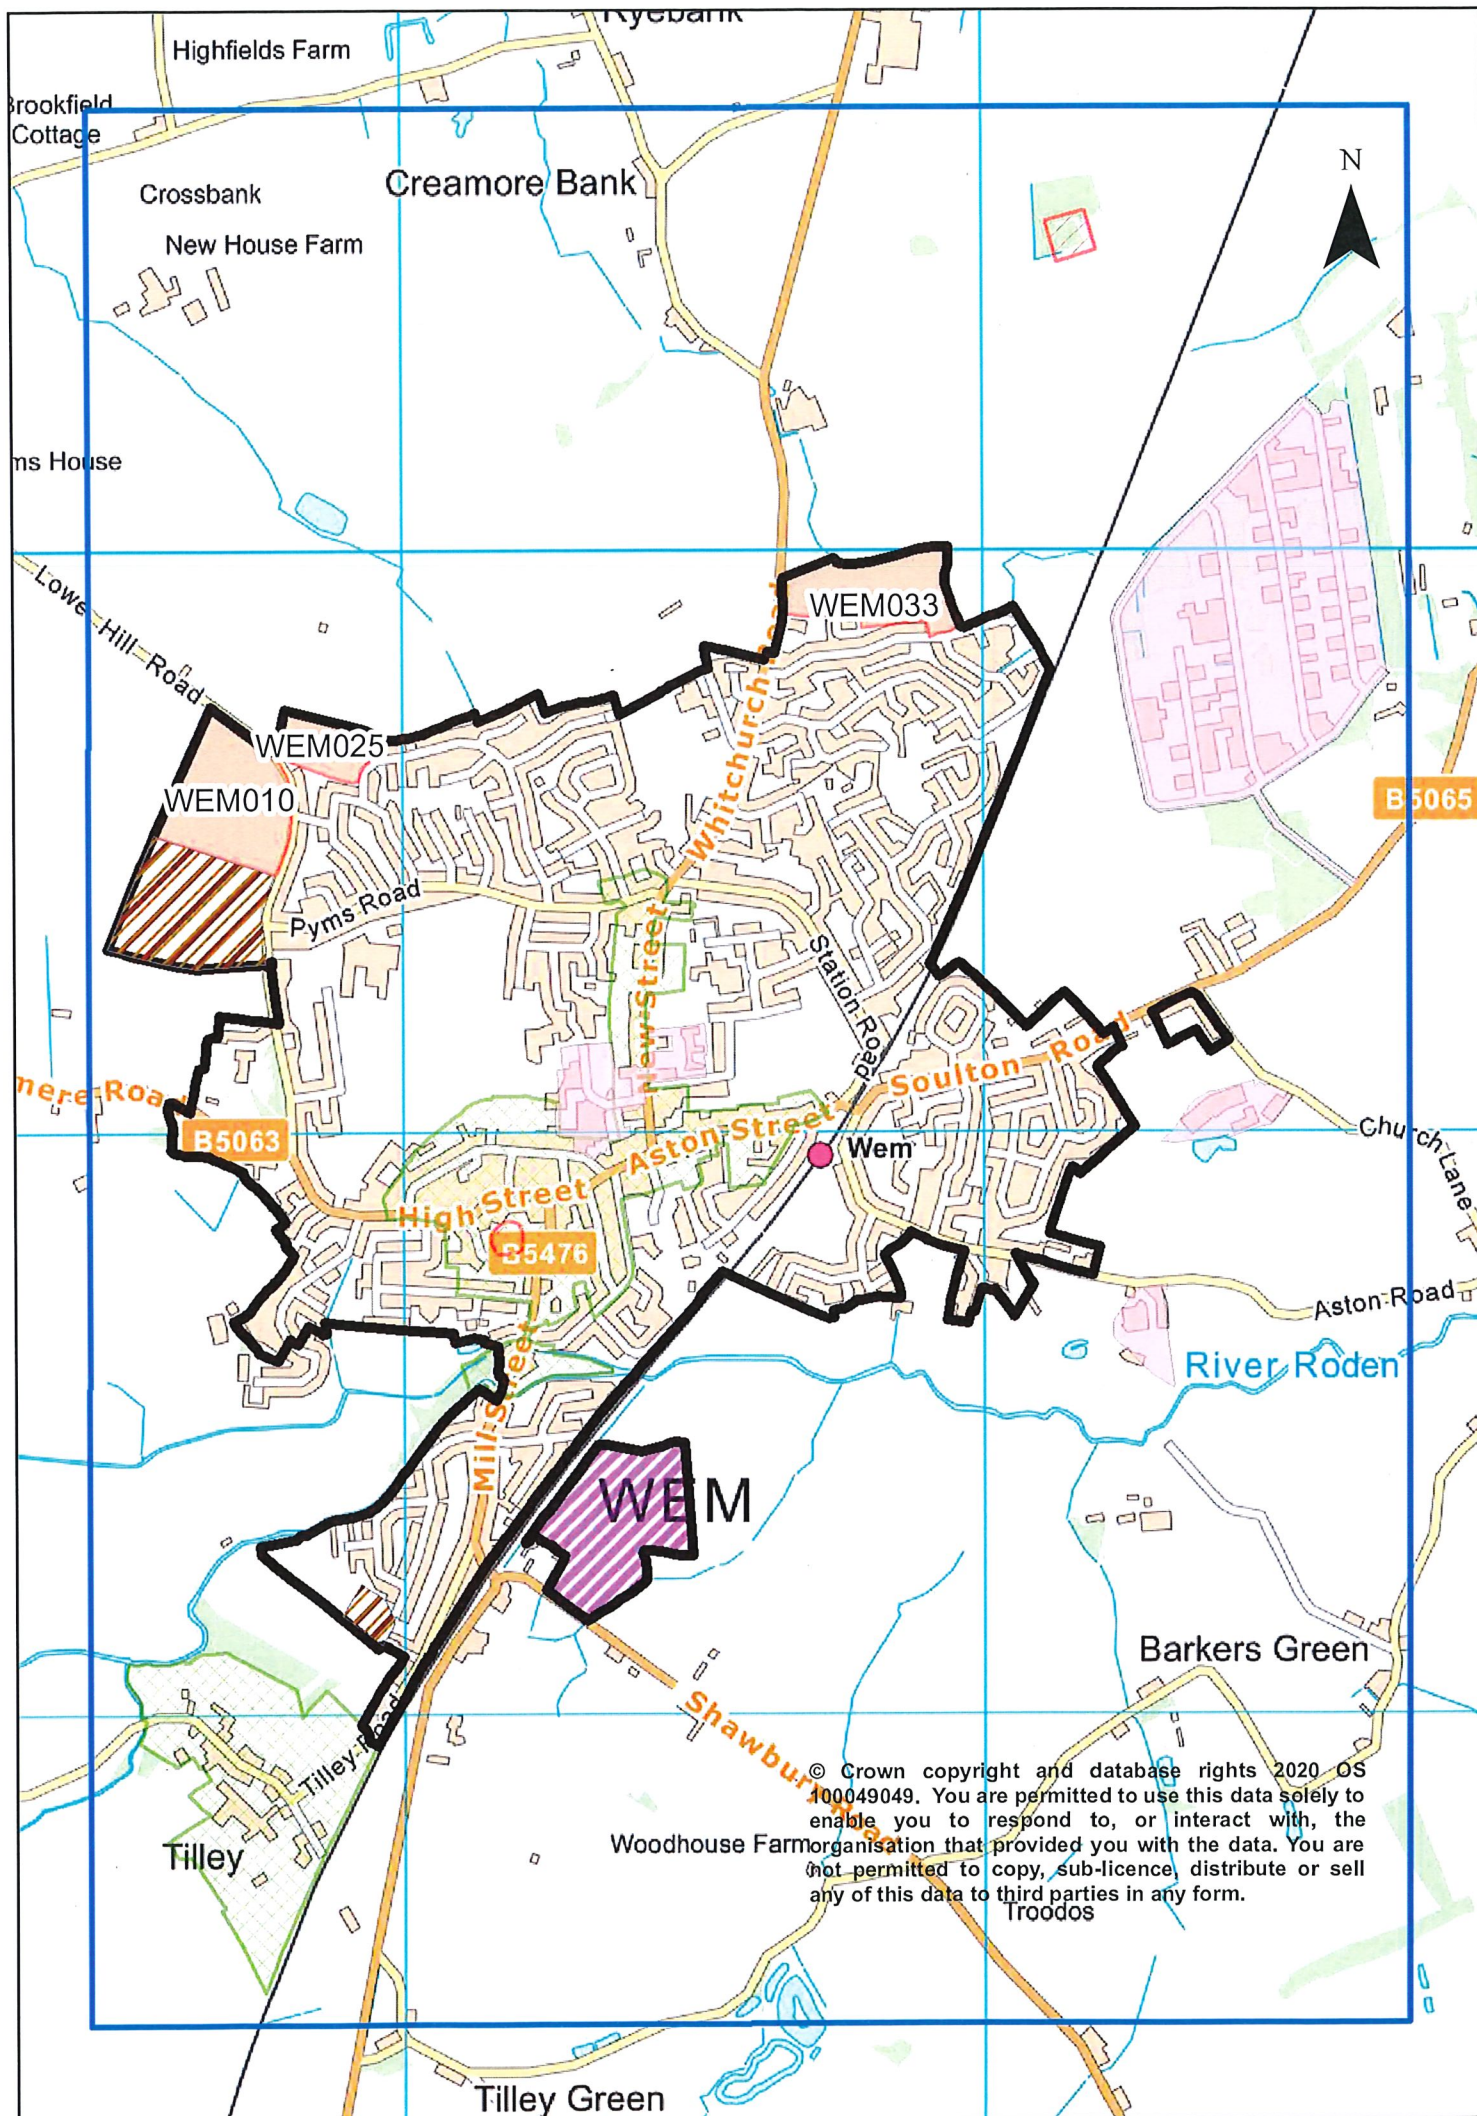 Ryebank
Highfields Farm
Brookfield
Cottage
N
Creamore Bank
Crossbank
New House Farm
ms House
Lowe Hill Road
WEM033
WEM025
WEM010
B5065
Whitchurch Road
Pyms Road
New Street
Station Road
Soulton Road
mere Road
B5063
Aston Street
Wem
Church Lane
High Street
B5476
Aston Road
River Roden
Mill Street
WEM
Barkers Green
Tilley Road
Shawbury Road
© Crown copyright and database rights 2020 OS
100049049. You are permitted to use this data solely to
enable you to respond to, or interact with, the
organisation that provided you with the data. You are
not permitted to copy, sub-licence, distribute or sell
any of this data to third parties in any form.
Woodhouse Farm
Tilley
Troodos
Tilley Green